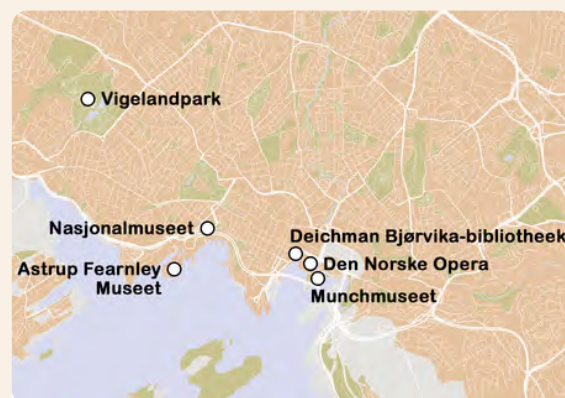 Vigelandpark
Nasjonalmuseet
Deichman Bjørvika-bibliotheek
Astrup Fearnley
Museet
Den Norske Opera
Munchmuseet